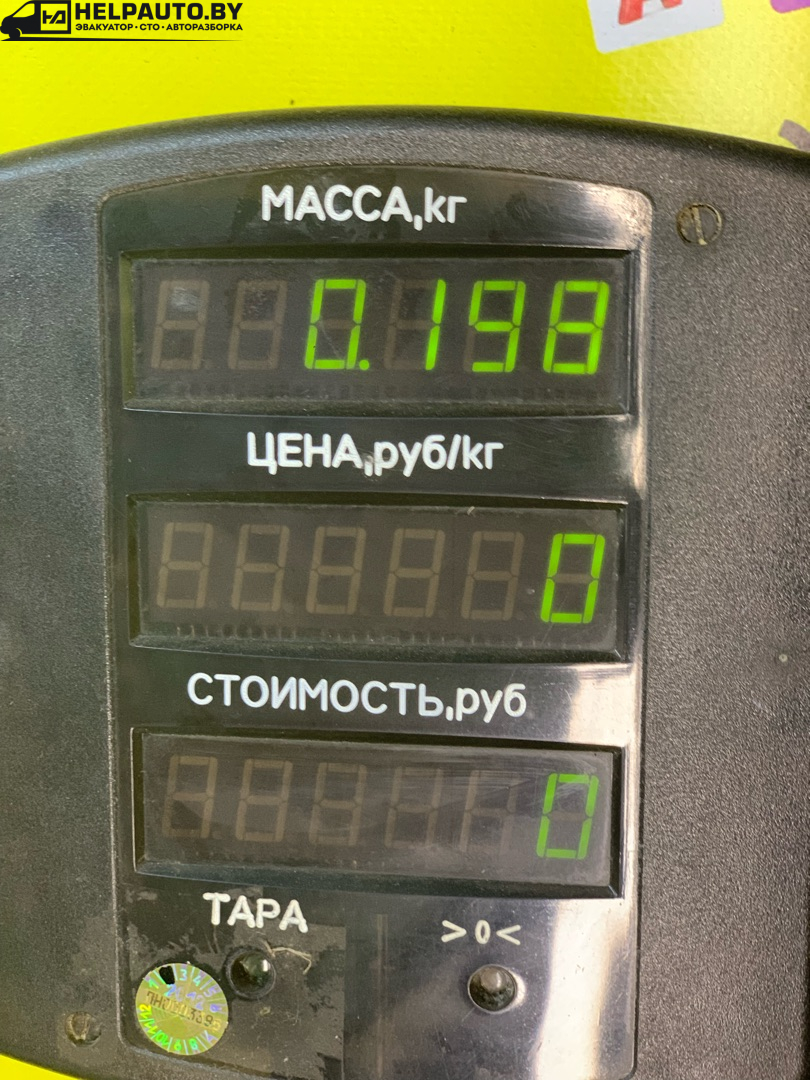 HELPAUTO.BY
ЭВАКУАТОР • СТО • АВТОРАЗБОРКА
МАССА,кг
0.198
ЦЕНА,руб/кг
0
СТОИМОСТЬ,руб
0
ТАРА
>0<